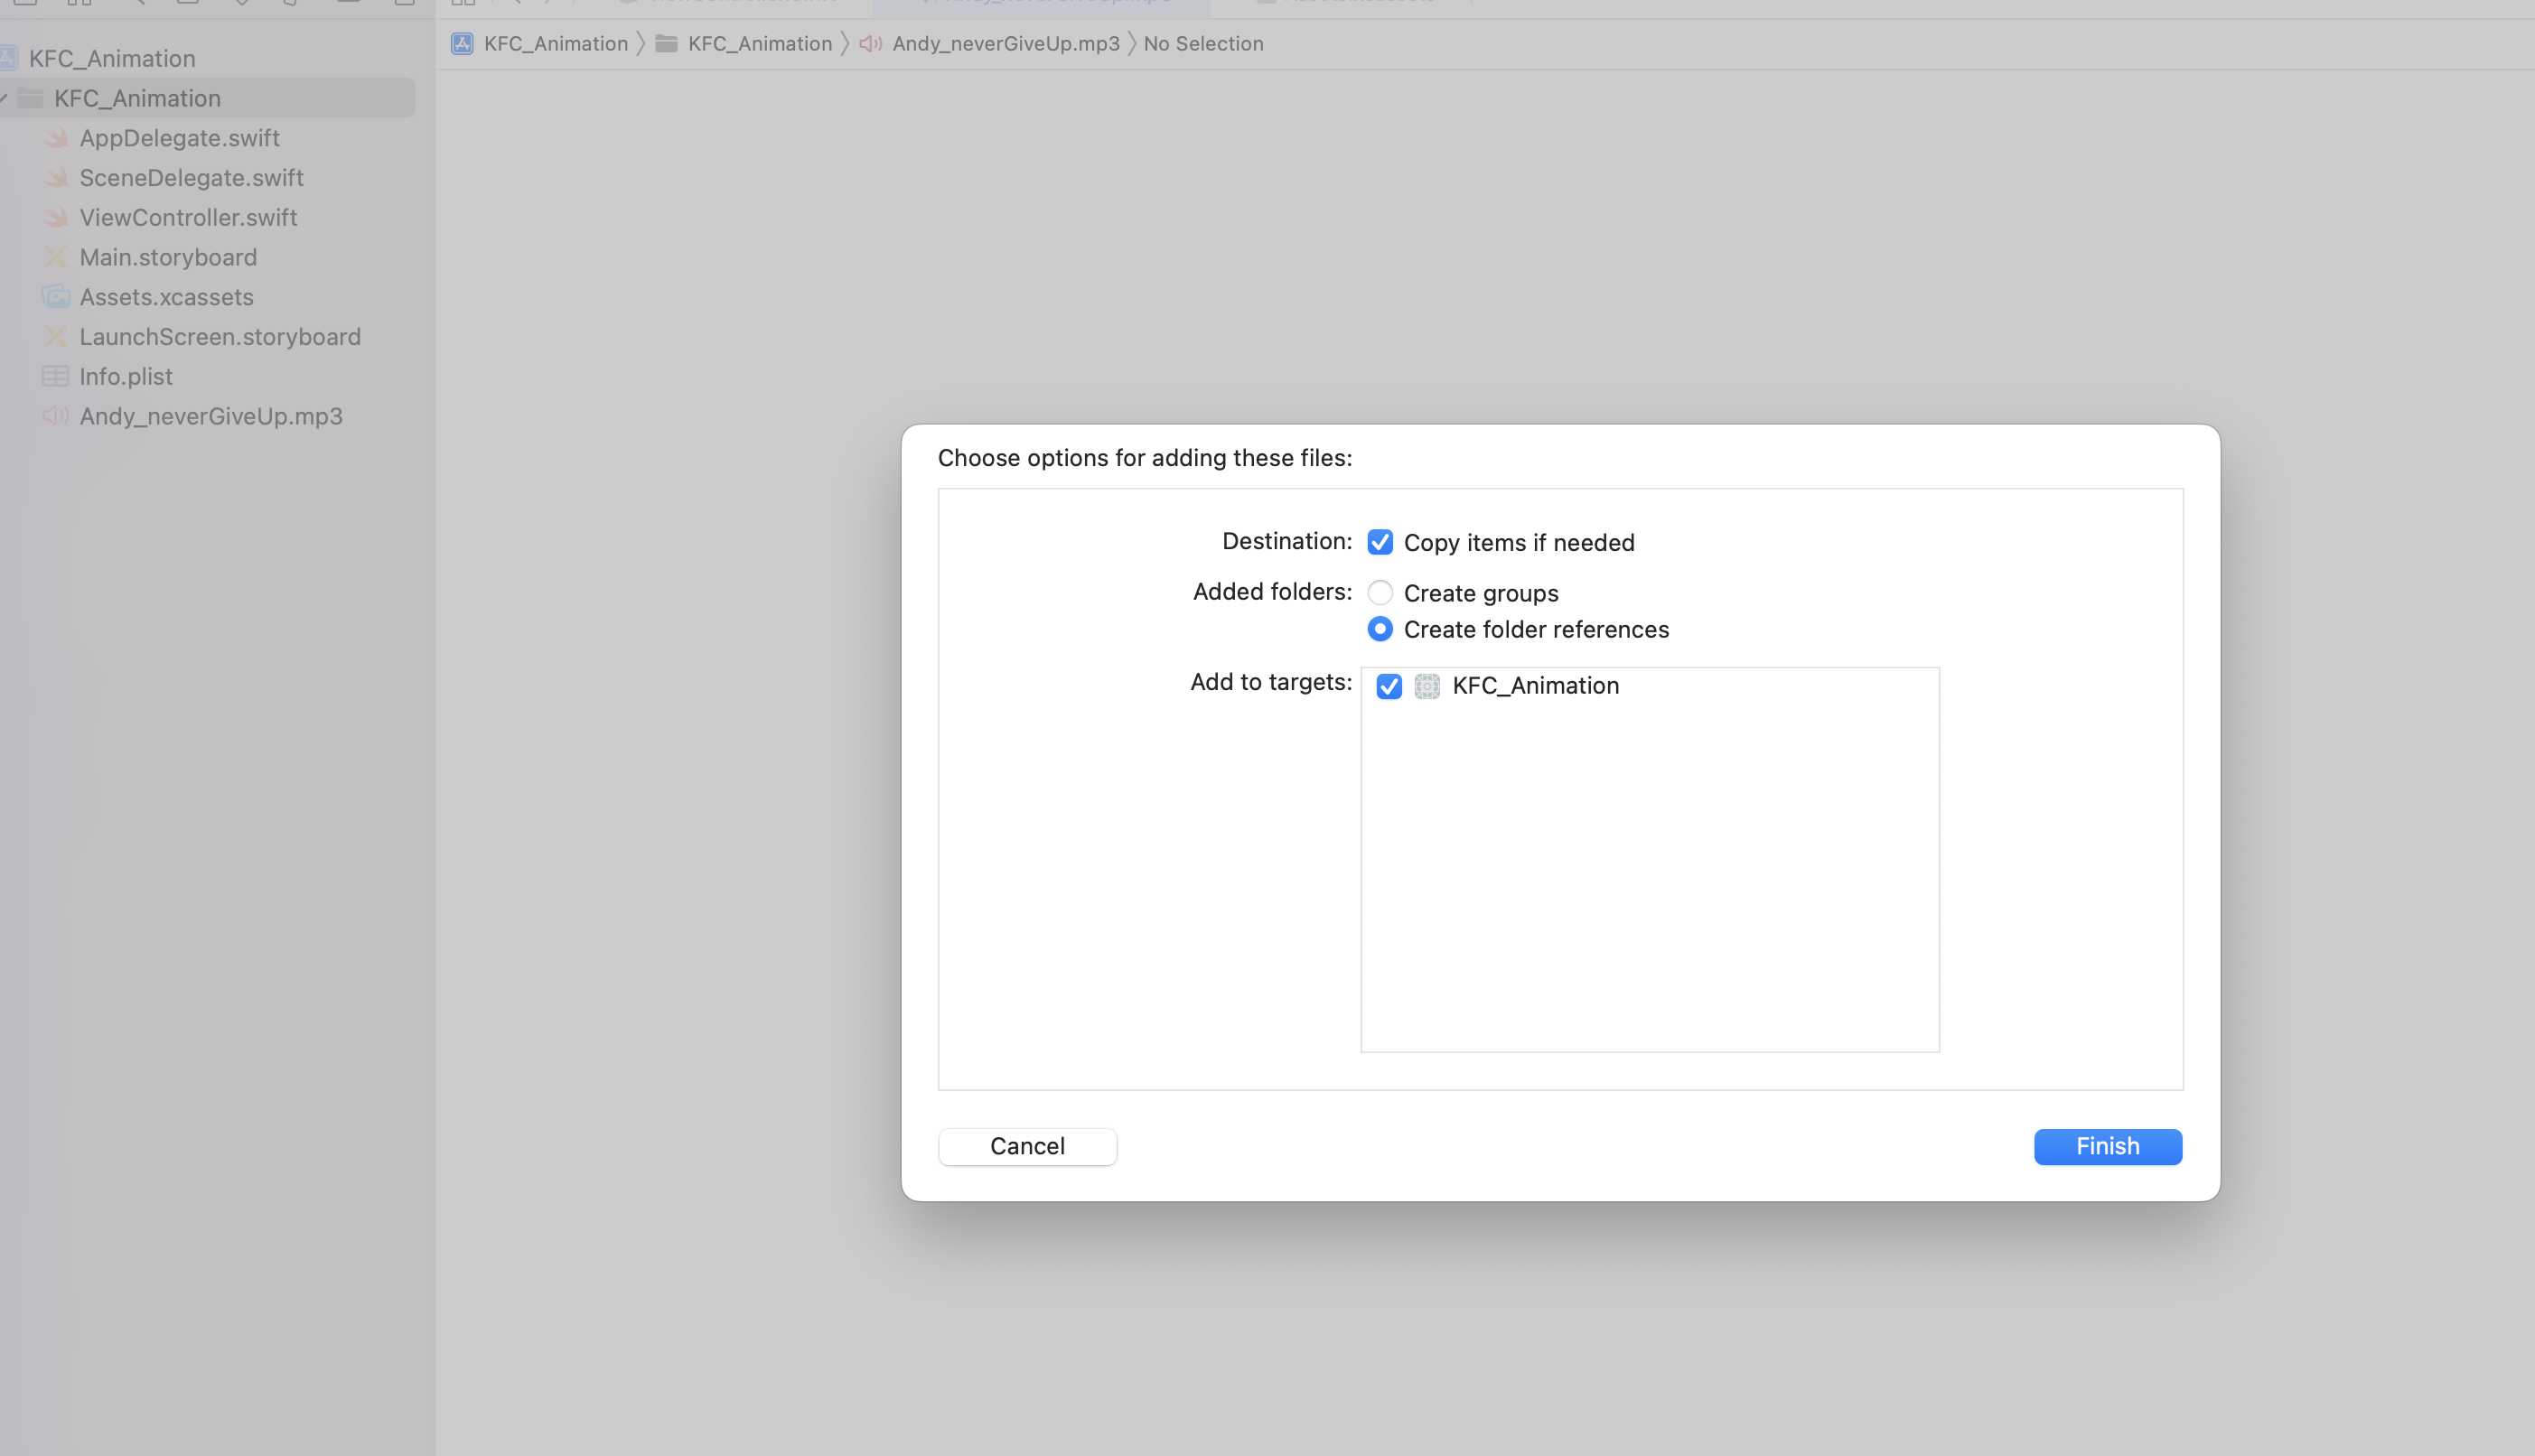 KFC_Animation
KFC_Animation
AppDelegate.swift
SceneDelegate.swift
ViewController.swift
Main.storyboard
Assets.xcassets
LaunchScreen.storyboard
Info.plist
Andy_neverGiveUp.mp3
KFC_Animation KFC_Animation Andy_neverGiveUp.mp3 No Selection
Choose options for adding these files:
Destination: Copy items if needed
Added folders: Create groups
Create folder references
Add to targets: KFC_Animation
Cancel Finish